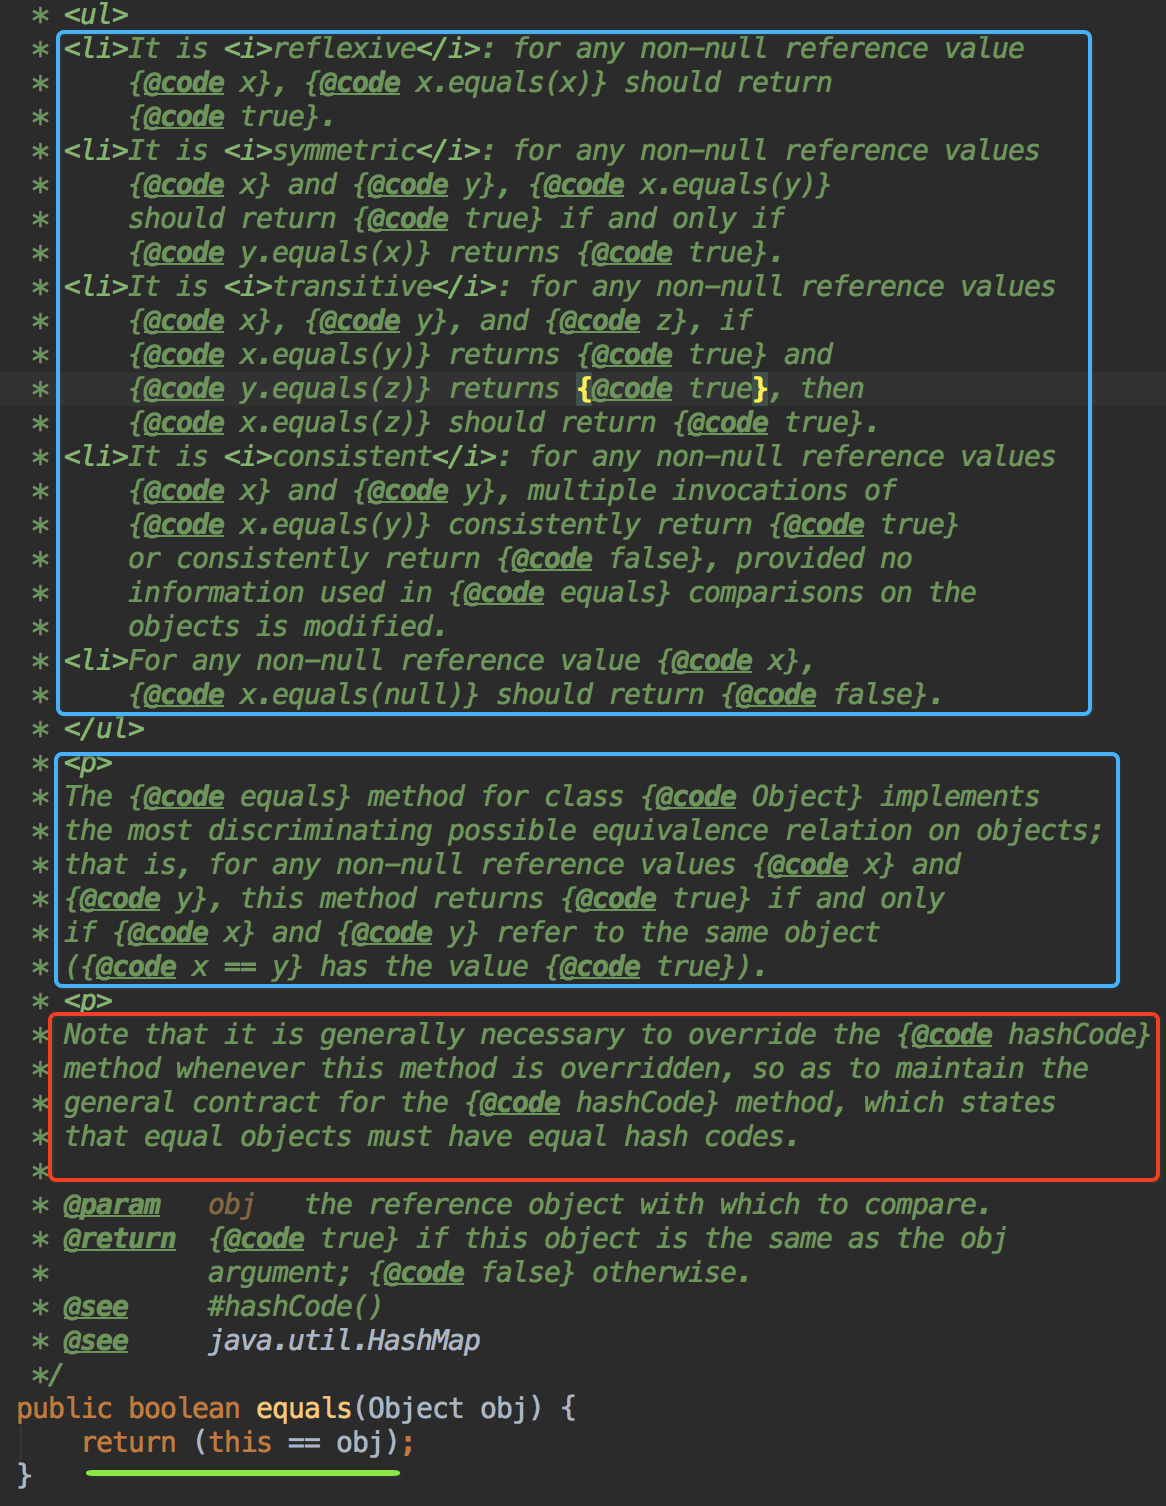 * <ul>
* <li>It is <i>reflexive</i>: for any non-null reference value
*     {@code x}, {@code x.equals(x)} should return
*     {@code true}.
* <li>It is <i>symmetric</i>: for any non-null reference values
*     {@code x} and {@code y}, {@code x.equals(y)}
*     should return {@code true} if and only if
*     {@code y.equals(x)} returns {@code true}.
* <li>It is <i>transitive</i>: for any non-null reference values
*     {@code x}, {@code y}, and {@code z}, if
*     {@code x.equals(y)} returns {@code true} and
*     {@code y.equals(z)} returns {@code true}, then
*     {@code x.equals(z)} should return {@code true}.
* <li>It is <i>consistent</i>: for any non-null reference values
*     {@code x} and {@code y}, multiple invocations of
*     {@code x.equals(y)} consistently return {@code true}
*     or consistently return {@code false}, provided no
*     information used in {@code equals} comparisons on the
*     objects is modified.
* <li>For any non-null reference value {@code x},
*     {@code x.equals(null)} should return {@code false}.
* </ul>
* <p>
* The {@code equals} method for class {@code Object} implements
* the most discriminating possible equivalence relation on objects;
* that is, for any non-null reference values {@code x} and
* {@code y}, this method returns {@code true} if and only
* if {@code x} and {@code y} refer to the same object
* ({@code x == y} has the value {@code true}).
* <p>
* Note that it is generally necessary to override the {@code hashCode}
* method whenever this method is overridden, so as to maintain the
* general contract for the {@code hashCode} method, which states
* that equal objects must have equal hash codes.
*
* @param   obj   the reference object with which to compare.
* @return  {@code true} if this object is the same as the obj
*          argument; {@code false} otherwise.
* @see     #hashCode()
* @see     java.util.HashMap
*/
public boolean equals(Object obj) {
    return (this == obj);
}